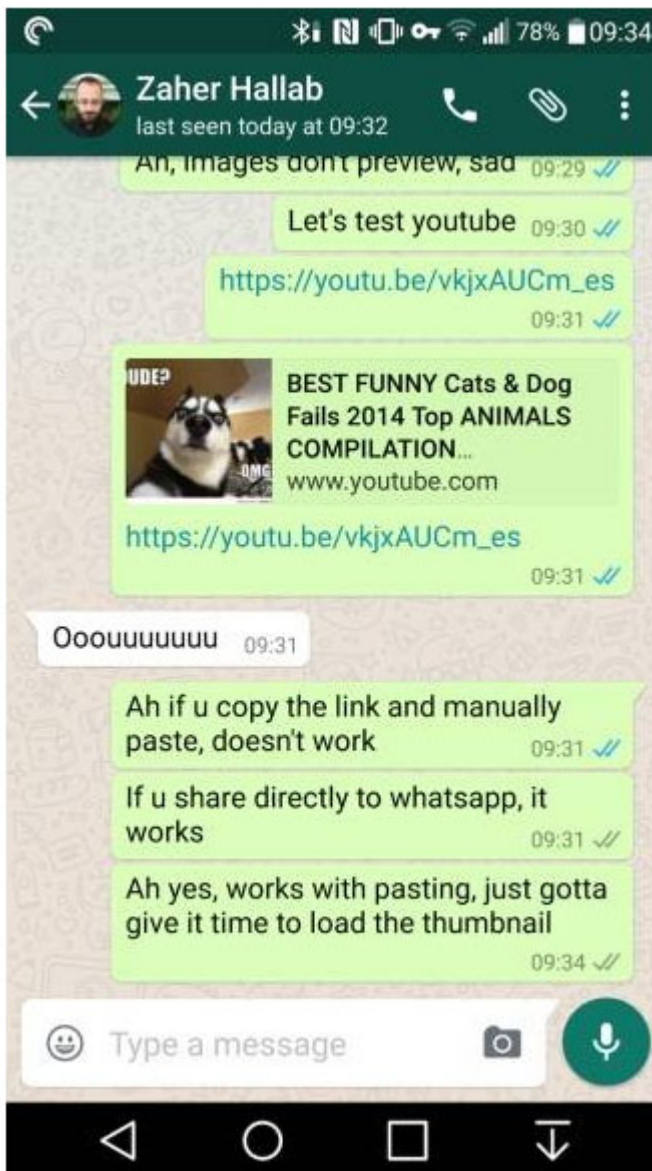 78% 09:34
Zaher Hallab
last seen today at 09:32
Ah, images don't preview, sad 09:29
Let's test youtube 09:30
https://youtu.be/vkjxAUCm_es
09:31
UDE?
OMG
BEST FUNNY Cats & Dog
Fails 2014 Top ANIMALS
COMPILATION...
www.youtube.com
https://youtu.be/vkjxAUCm_es
09:31
Ooouuuuuuu 09:31
Ah if u copy the link and manually
paste, doesn't work 09:31
If u share directly to whatsapp, it
works 09:31
Ah yes, works with pasting, just gotta
give it time to load the thumbnail
09:34
Type a message